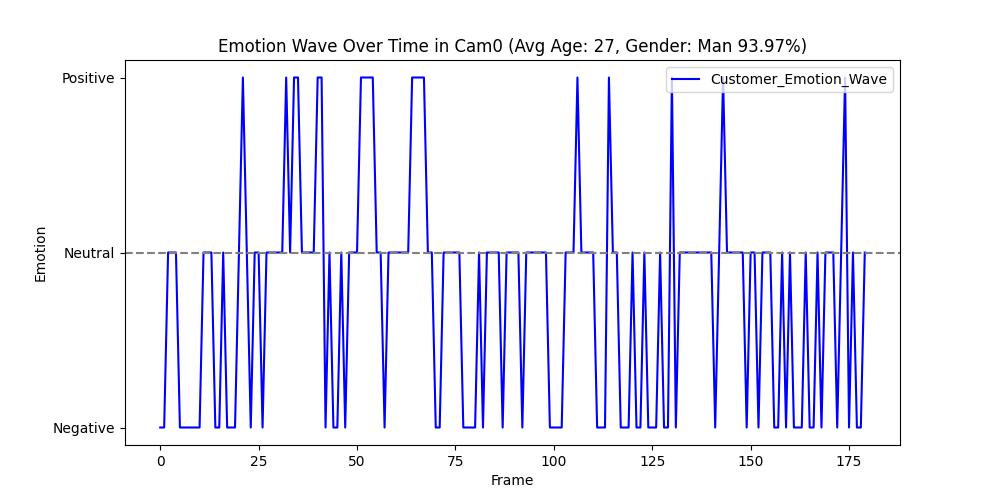 Emotion Wave Over Time in Cam0 (Avg Age: 27, Gender: Man 93.97%)
Customer_Emotion_Wave
Positive
Neutral
Negative
Emotion
0 25 50 75 100 125 150 175
Frame